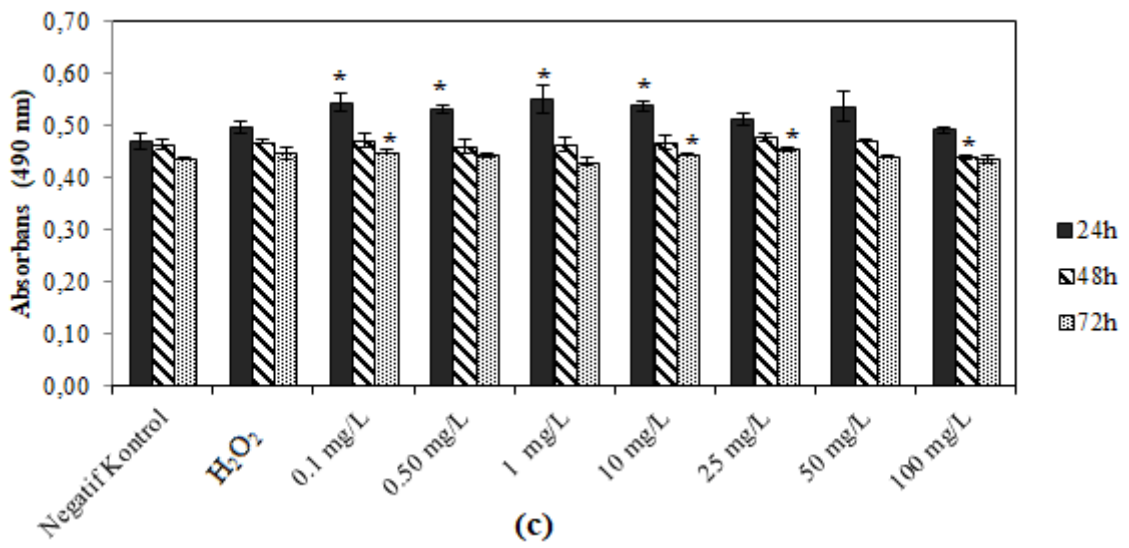 Absorbans (490 nm)
0,70
0,60
0,50
0,40
0,30
0,20
0,10
0,00
* * * * * * * *
24h
48h
72h
Negatif Kontrol
H₂O₂
0.1 mg/L
0.50 mg/L
1 mg/L
10 mg/L
25 mg/L
50 mg/L
100 mg/L
(c)